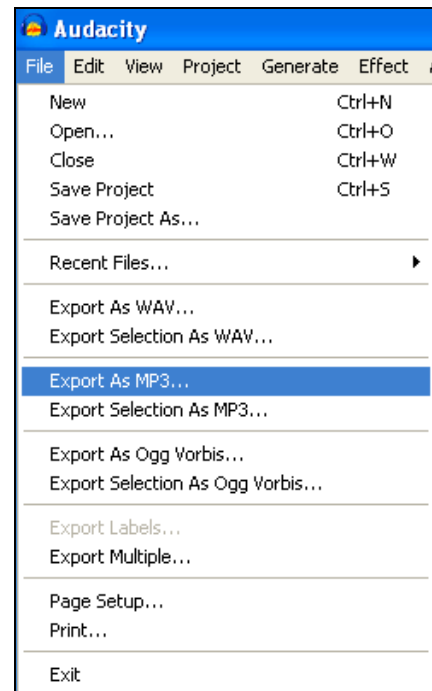 Audacity
File Edit View Project Generate Effect
New Ctrl+N
Open... Ctrl+O
Close Ctrl+W
Save Project Ctrl+S
Save Project As...
Recent Files...
Export As WAV...
Export Selection As WAV...
Export As MP3...
Export Selection As MP3...
Export As Ogg Vorbis...
Export Selection As Ogg Vorbis...
Export Labels...
Export Multiple...
Page Setup...
Print...
Exit